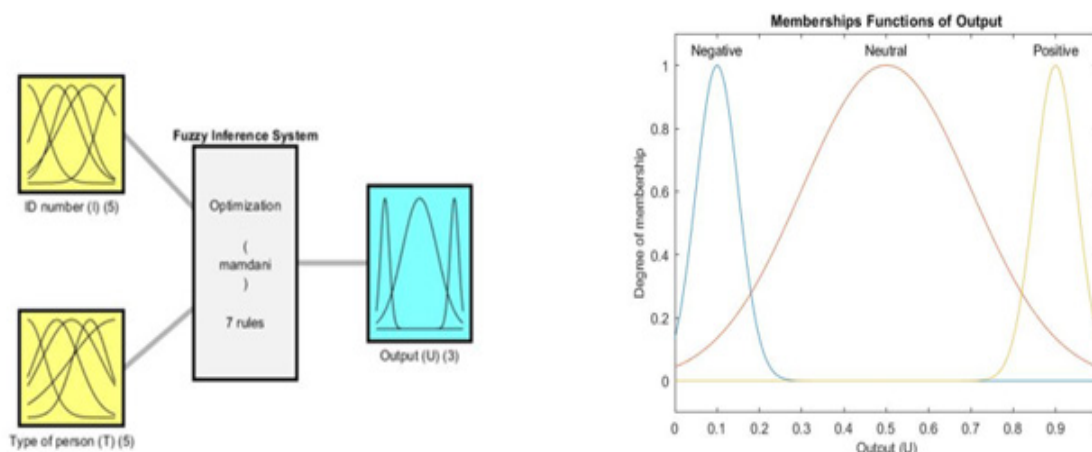 Fuzzy Inference System
ID number (I) (5)
Optimization
(
mamdani
)
7 rules
Type of person (T) (5)
Output (U) (3)
Memberships Functions of Output
Negative
Neutral
Positive
Degree of membership
1
0.8
0.6
0.4
0.2
0
0 0.1 0.2 0.3 0.4 0.5 0.6 0.7 0.8 0.9
Output (U)